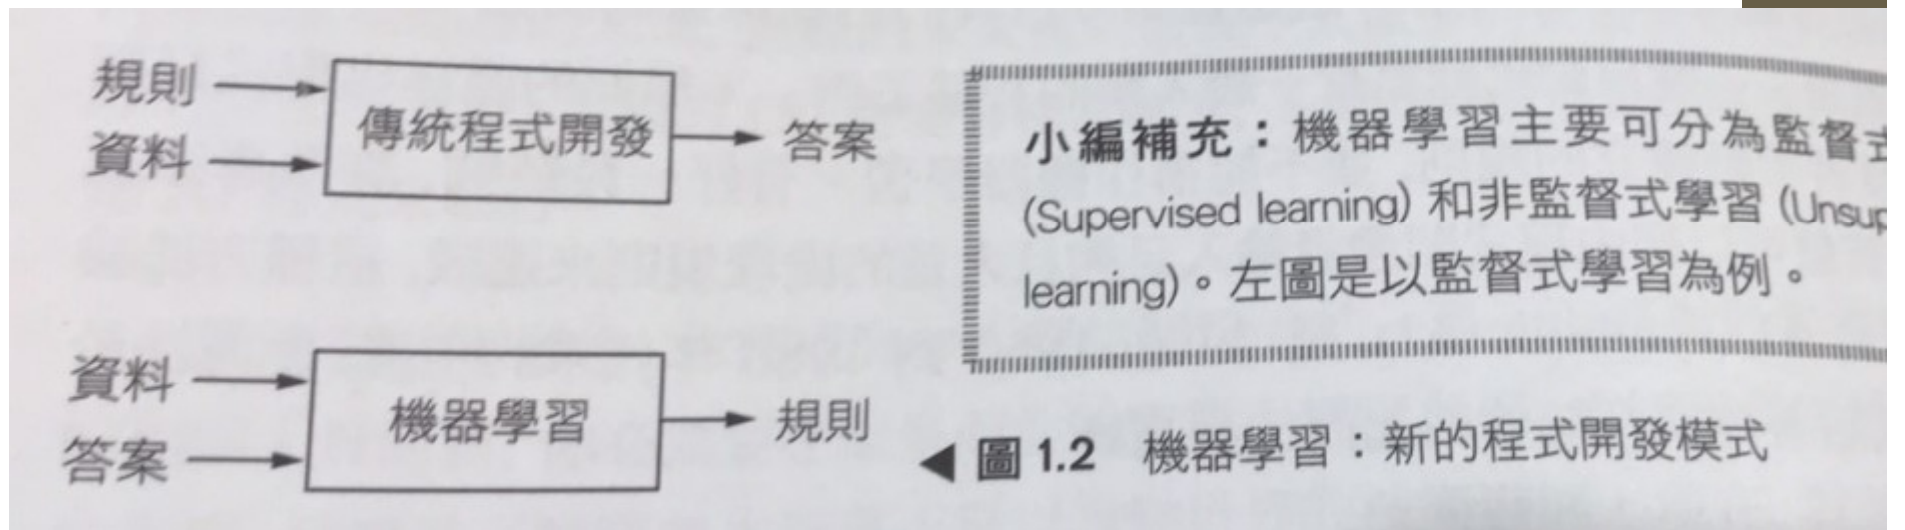 規則
資料
傳統程式開發
答案
小編補充：機器學習主要可分為監督式
(Supervised learning) 和非監督式學習 (Unsup
learning)。左圖是以監督式學習為例。
資料
答案
機器學習
規則
◀ 圖 1.2 機器學習：新的程式開發模式